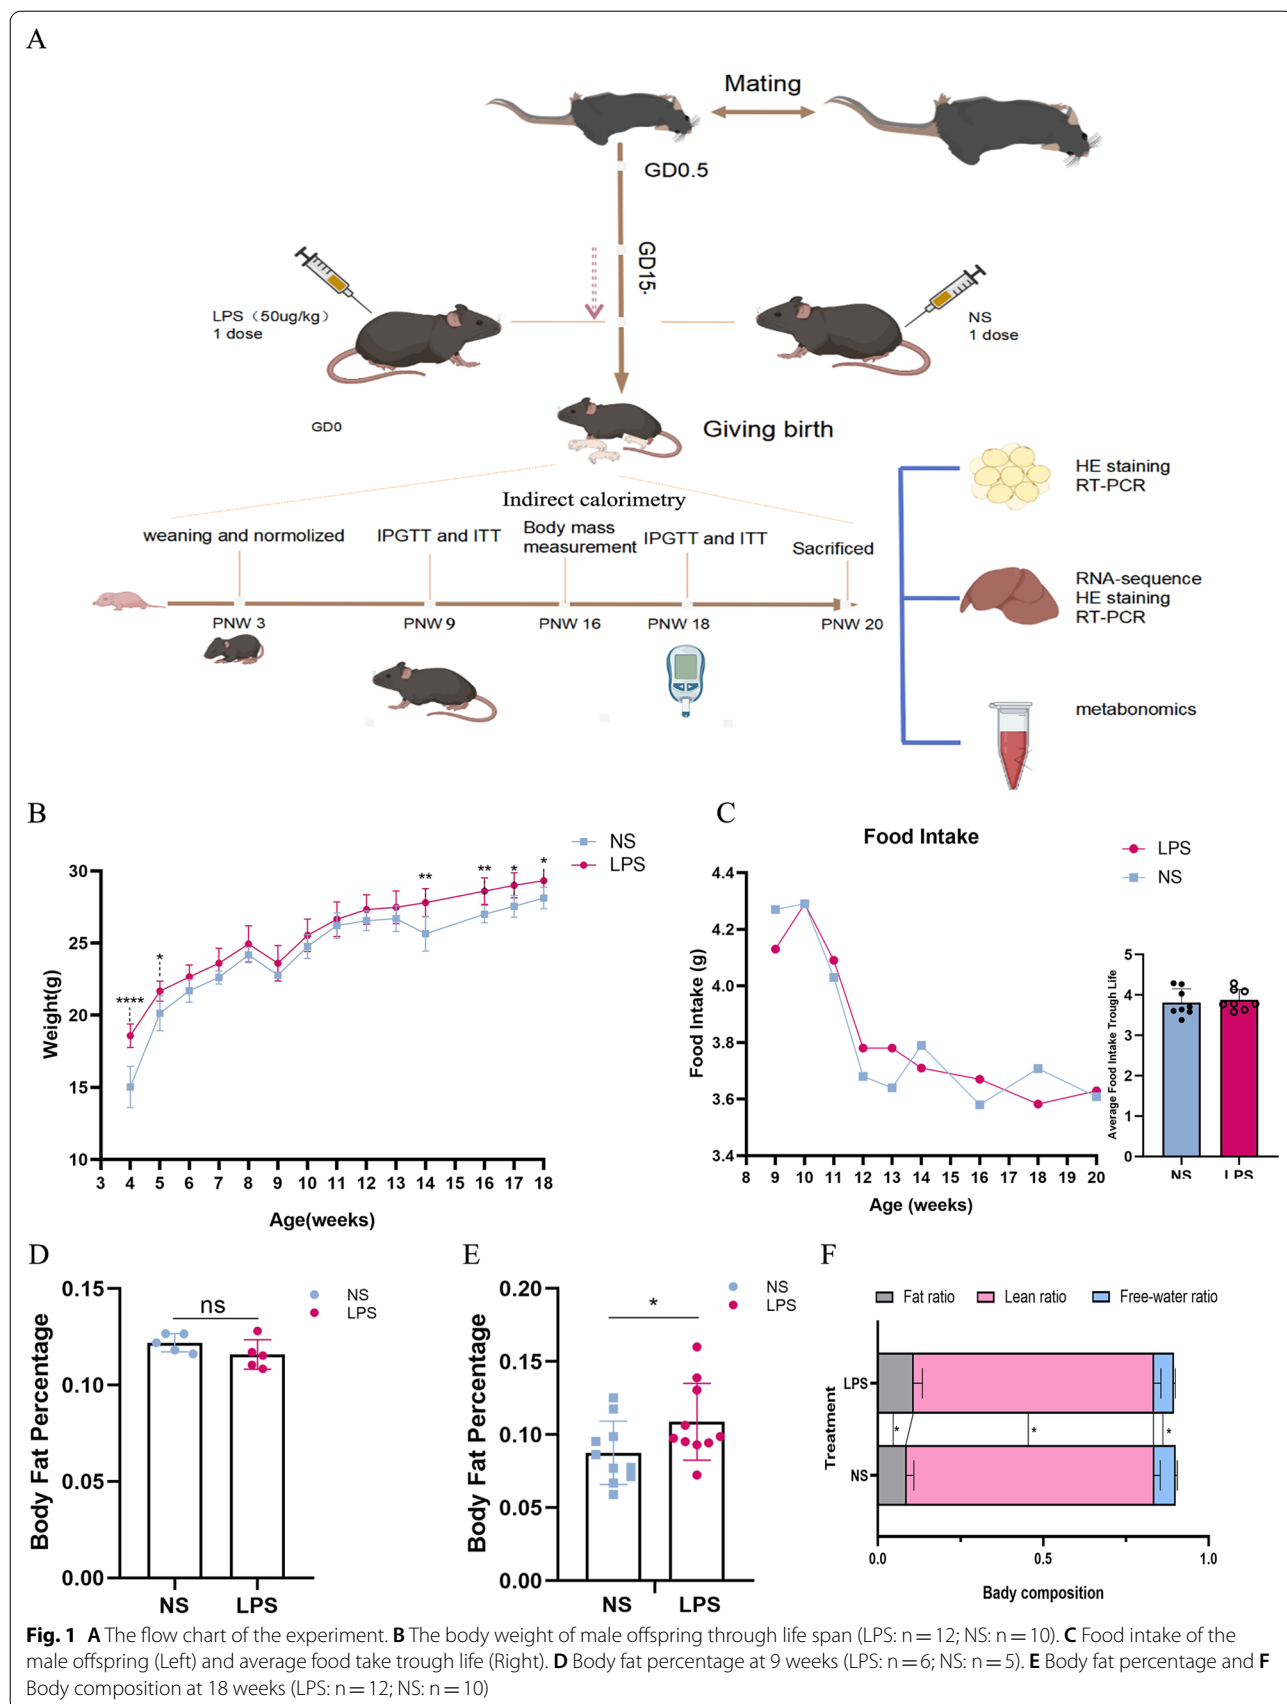 A
Mating
GD0.5
GD15.
LPS（50ug/kg）
1 dose
NS
1 dose
GD0
Giving birth
HE staining
RT-PCR
Indirect calorimetry
weaning and normolized
IPGTT and ITT
Body mass
measurement
IPGTT and ITT
Sacrificed
RNA-sequence
HE staining
RT-PCR
PNW 3
PNW 9
PNW 16
PNW 18
PNW 20
metabonomics
B
NS
LPS
Weight(g)
30
25
20
15
10
****
*
**
**
*
*
3 4 5 6 7 8 9 10 11 12 13 14 15 16 17 18
Age(weeks)
C
Food Intake
LPS
NS
Food Intake (g)
4.4
4.2
4.0
3.8
3.6
3.4
8 9 10 11 12 13 14 15 16 17 18 19 20
Age (weeks)
Average Food Intake Trough Life
5
4
3
2
1
0
NS LPS
D
NS
LPS
ns
Body Fat Percentage
0.15
0.10
0.05
0.00
NS LPS
E
NS
LPS
*
Body Fat Percentage
0.20
0.15
0.10
0.05
0.00
NS LPS
F
Fat ratio Lean ratio Free-water ratio
Treatment
LPS
* * *
NS
0.0 0.5 1.0
Bady composition
Fig. 1 A The flow chart of the experiment. B The body weight of male offspring through life span (LPS: n = 12; NS: n = 10). C Food intake of the
male offspring (Left) and average food take trough life (Right). D Body fat percentage at 9 weeks (LPS: n = 6; NS: n = 5). E Body fat percentage and F
Body composition at 18 weeks (LPS: n = 12; NS: n = 10)